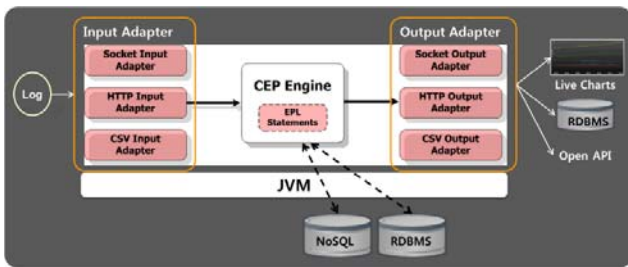 Input Adapter
Output Adapter
Socket Input
Adapter
HTTP Input
Adapter
CSV Input
Adapter
Log
CEP Engine
EPL
Statements
Socket Output
Adapter
HTTP Output
Adapter
CSV Output
Adapter
Live Charts
RDBMS
Open API
JVM
NoSQL
RDBMS